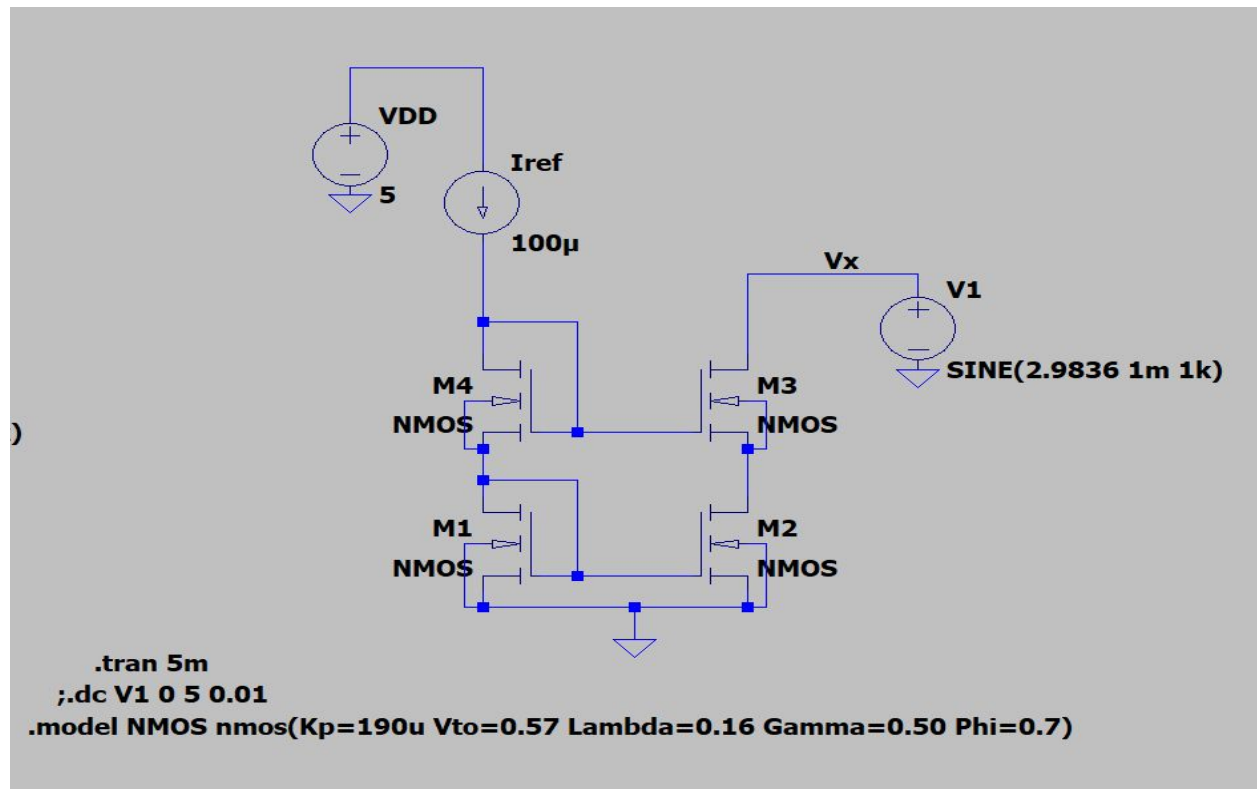 VDD
5
Iref
100μ
Vx
V1
SINE(2.9836 1m 1k)
M4
NMOS
M3
NMOS
)
M1
NMOS
M2
NMOS
.tran 5m
;.dc V1 0 5 0.01
.model NMOS nmos(Kp=190u Vto=0.57 Lambda=0.16 Gamma=0.50 Phi=0.7)